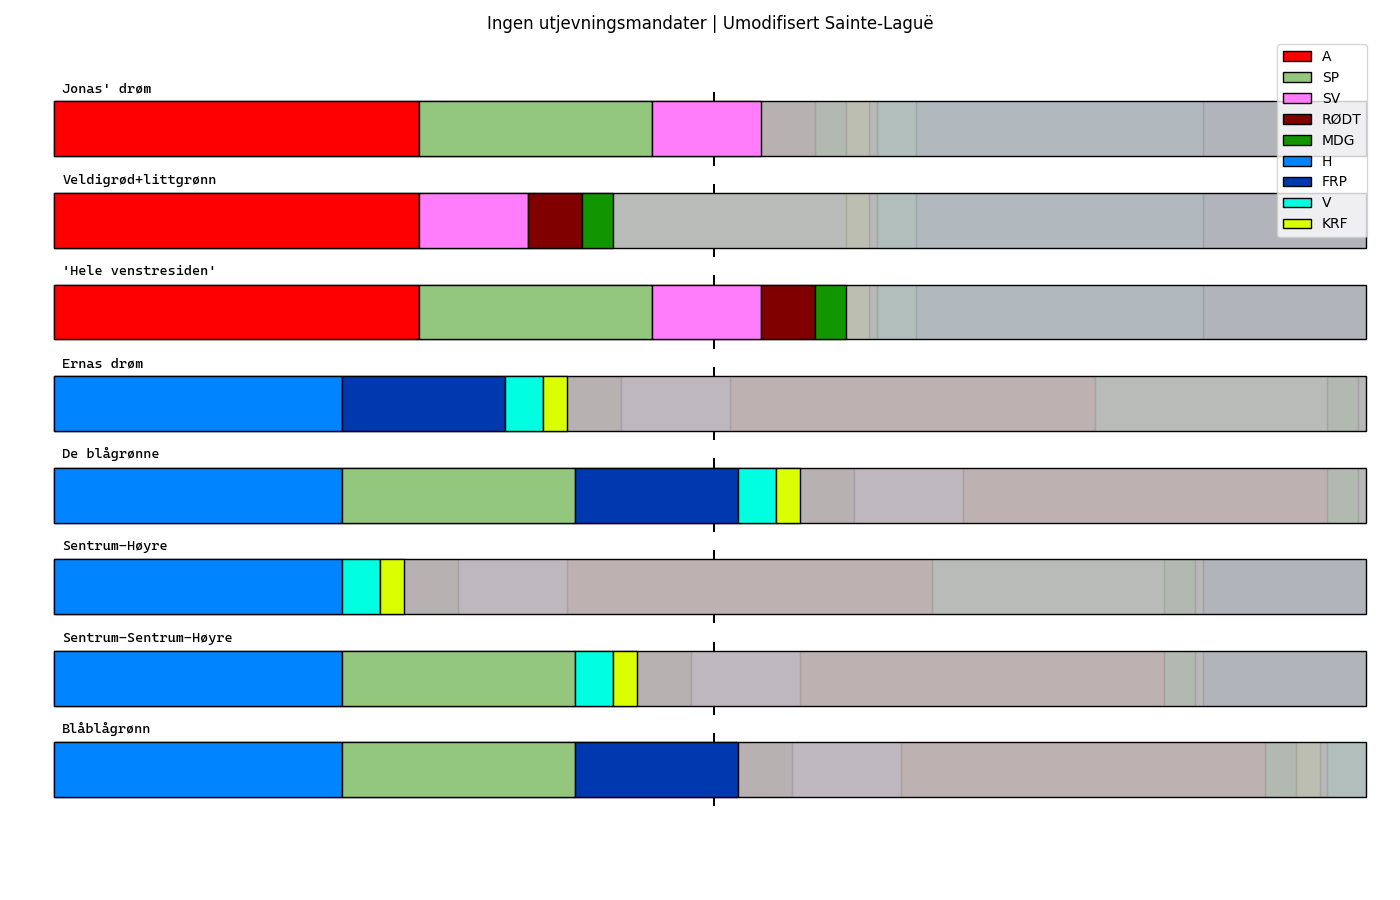 Ingen utjevningsmandater | Umodifisert Sainte-Laguë
A
SP
SV
RØDT
MDG
H
FRP
V
KRF
Jonas' drøm
Veldigrød+littgrønn
'Hele venstresiden'
Ernas drøm
De blågrønne
Sentrum-Høyre
Sentrum-Sentrum-Høyre
Blåblågrønn